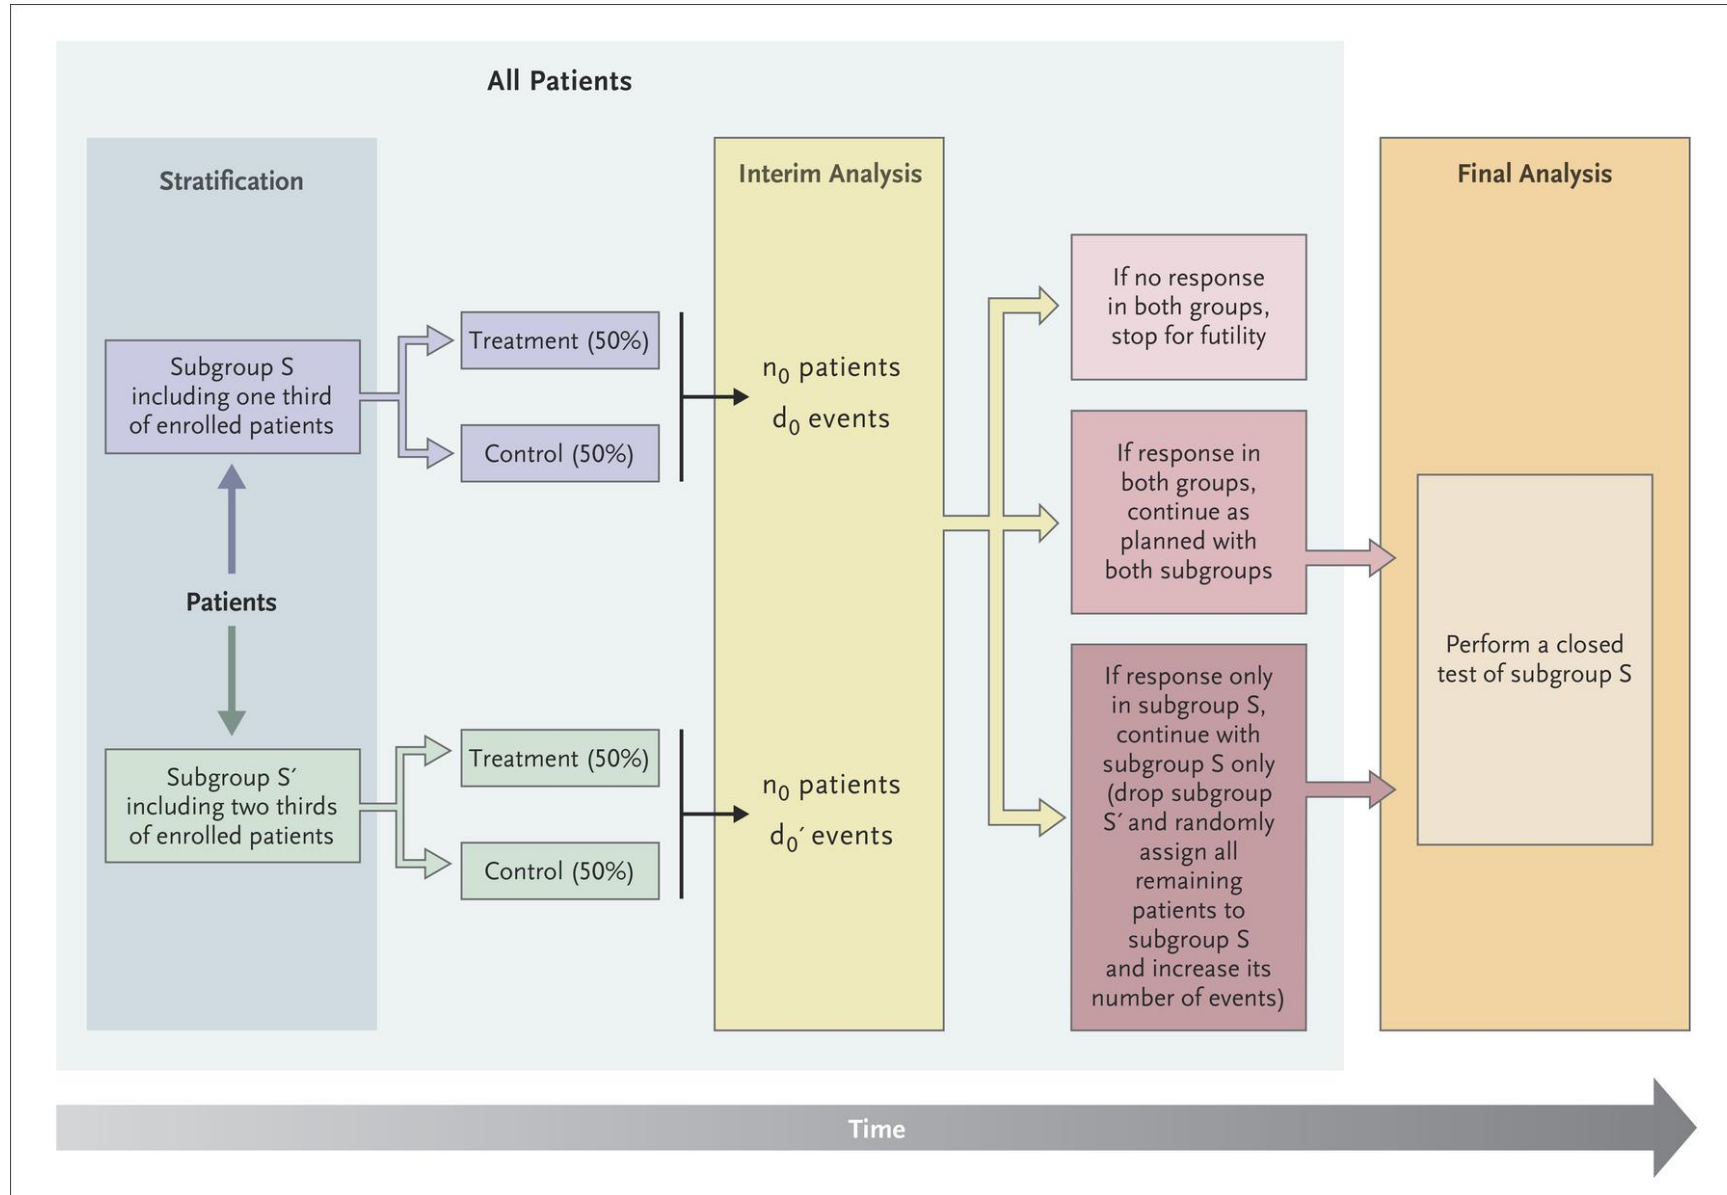 All Patients
Stratification
Subgroup S
including one third
of enrolled patients
Patients
Subgroup S´
including two thirds
of enrolled patients
Treatment (50%)
Control (50%)
Treatment (50%)
Control (50%)
Interim Analysis
n₀ patients
d₀ events
n₀ patients
d₀´ events
If no response
in both groups,
stop for futility
If response in
both groups,
continue as
planned with
both subgroups
If response only
in subgroup S,
continue with
subgroup S only
(drop subgroup
S´ and randomly
assign all
remaining
patients to
subgroup S
and increase its
number of events)
Final Analysis
Perform a closed
test of subgroup S
Time